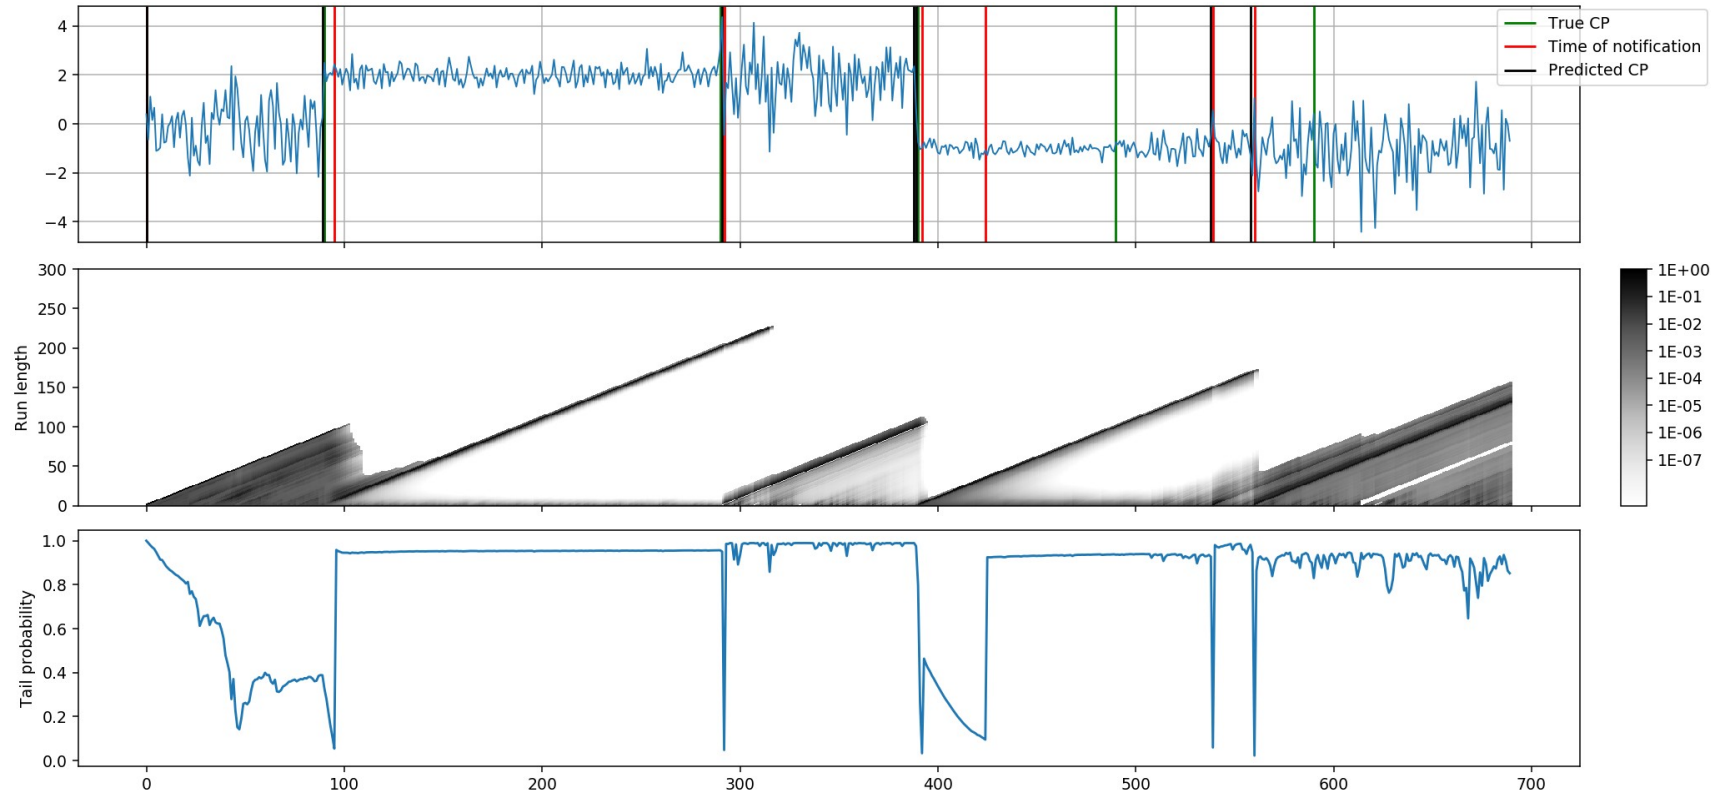 4
2
0
−2
−4
True CP
Time of notification
Predicted CP
300
250
200
150
100
50
0
Run length
1E+00
1E-01
1E-02
1E-03
1E-04
1E-05
1E-06
1E-07
1.0
0.8
0.6
0.4
0.2
0.0
Tail probability
0 100 200 300 400 500 600 700